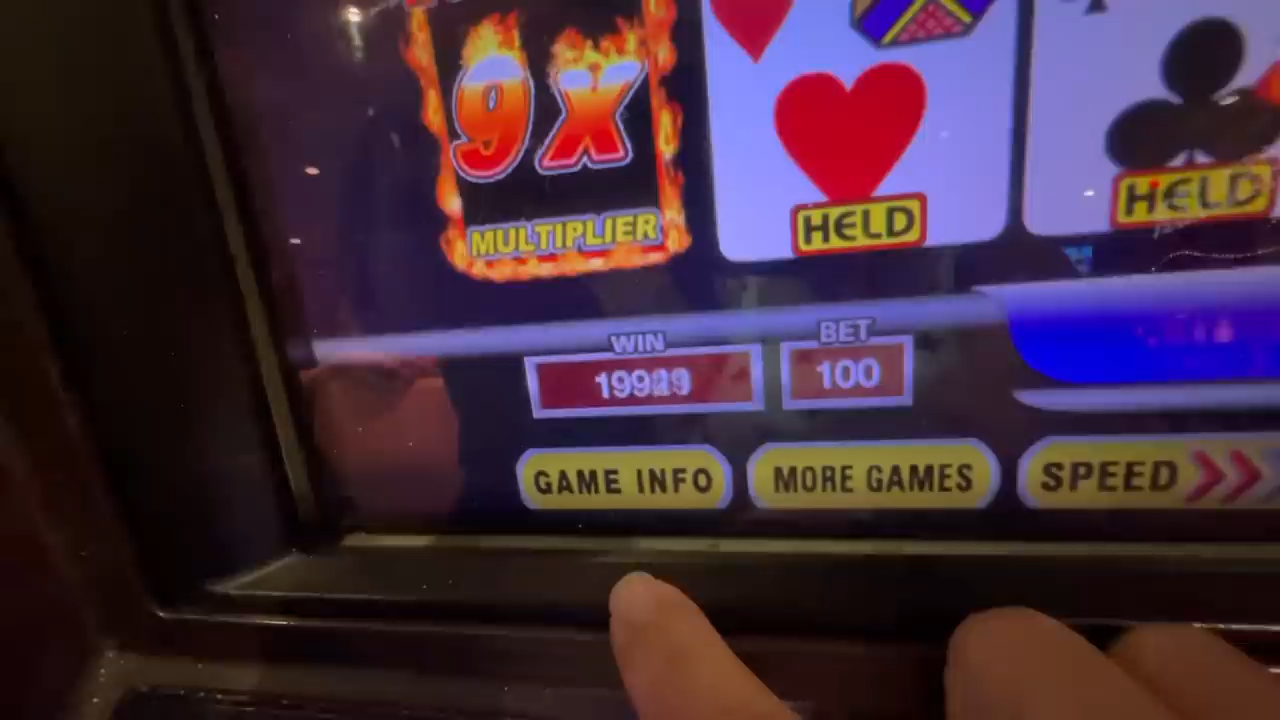 9X
MULTIPLIER
HELD
HELD
WIN
BET
100
GAME INFO
MORE GAMES
SPEED